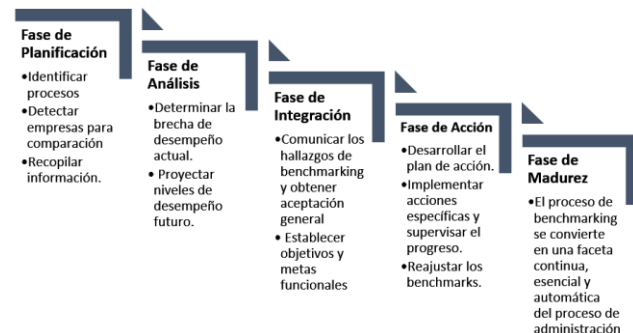 Fase de
Planificación
•Identificar
procesos
•Detectar
empresas para
comparación
•Recopilar
información.
Fase de
Análisis
•Determinar la
brecha de
desempeño
actual.
• Proyectar
niveles de
desempeño
futuro.
Fase de
Integración
•Comunicar los
hallazgos de
benchmarking
y obtener
aceptación
general
• Establecer
objetivos y
metas
funcionales
Fase de Acción
•Desarrollar el
plan de acción.
•Implementar
acciones
específicas y
supervisar el
progreso.
•Reajustar los
benchmarks.
Fase de
Madurez
•El proceso de
benchmarking
se convierte
en una faceta
continua,
esencial y
automática
del proceso de
administración